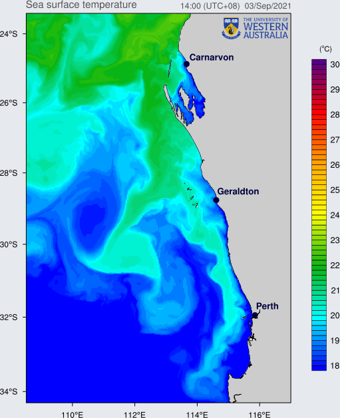 Sea surface temperature 14:00 (UTC+08) 03/Sep/2021
THE UNIVERSITY OF
WESTERN
AUSTRALIA
24°S
26°S
28°S
30°S
32°S
34°S
Carnarvon
Geraldton
Perth
110°E 112°E 114°E 116°E
(°C)
30
29
28
27
26
25
24
23
22
21
20
19
18